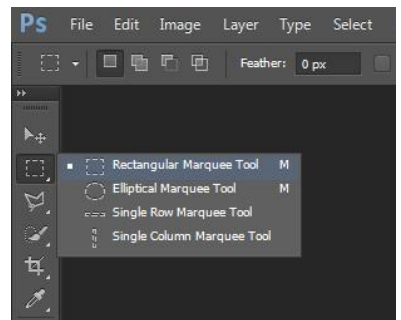 Ps File Edit Image Layer Type Select
Feather: 0 px
Rectangular Marquee Tool M
Elliptical Marquee Tool M
Single Row Marquee Tool
Single Column Marquee Tool